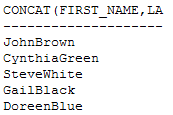 CONCAT(FIRST_NAME,LA
--------------------
JohnBrown
CynthiaGreen
SteveWhite
GailBlack
DoreenBlue